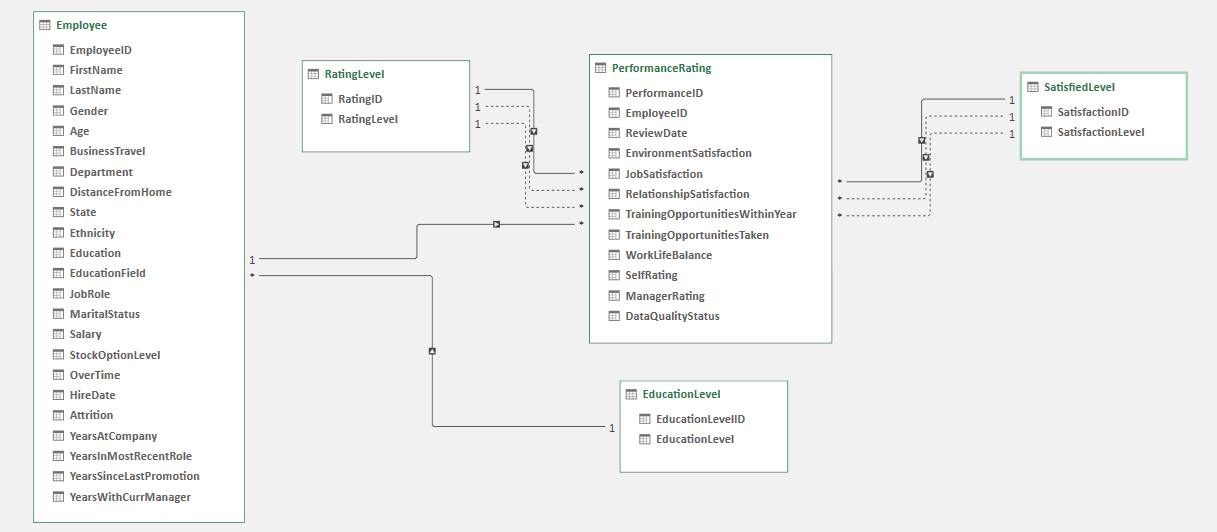 Employee
EmployeeID
FirstName
LastName
Gender
Age
BusinessTravel
Department
DistanceFromHome
State
Ethnicity
Education
EducationField
JobRole
MaritalStatus
Salary
StockOptionLevel
OverTime
HireDate
Attrition
YearsAtCompany
YearsInMostRecentRole
YearsSinceLastPromotion
YearsWithCurrManager
1
*
RatingLevel
RatingID
RatingLevel
1
1
1
PerformanceRating
PerformanceID
EmployeeID
ReviewDate
EnvironmentSatisfaction
JobSatisfaction
RelationshipSatisfaction
TrainingOpportunitiesWithinYear
TrainingOpportunitiesTaken
WorkLifeBalance
SelfRating
ManagerRating
DataQualityStatus
*
*
*
*
*
*
*
SatisfiedLevel
SatisfactionID
SatisfactionLevel
1
1
1
EducationLevel
EducationLevelID
EducationLevel
1